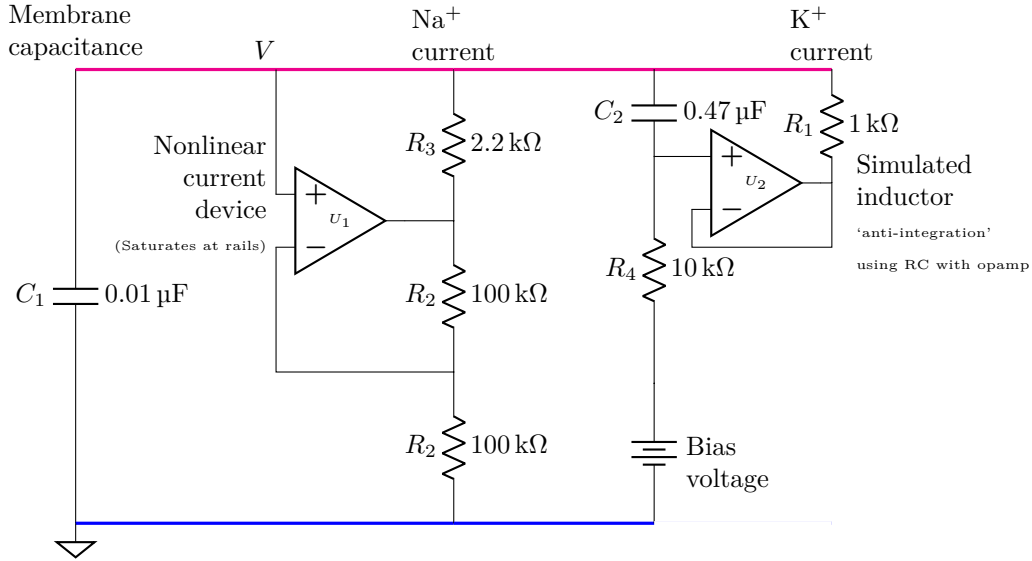 Membrane
capacitance
V
Na⁺
current
K⁺
current
C₂ 0.47 µF
R₁ 1 kΩ
R₃ 2.2 kΩ
Nonlinear
current
device
(Saturates at rails)
+
−
U₁
+
−
U₂
Simulated
inductor
‘anti-integration’
using RC with opamp
R₄ 10 kΩ
C₁ 0.01 µF
R₂ 100 kΩ
R₂ 100 kΩ
Bias
voltage